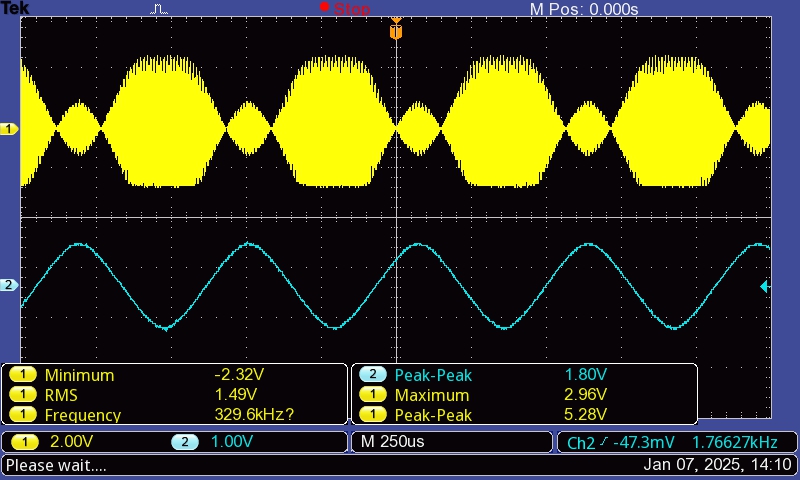 Tek Stop M Pos: 0.000s
T
1
2
1 Minimum -2.32V 2 Peak-Peak 1.80V
1 RMS 1.49V 1 Maximum 2.96V
1 Frequency 329.6kHz? 1 Peak-Peak 5.28V
1 2.00V 2 1.00V M 250us Ch2 -47.3mV 1.76627kHz
Please wait.... Jan 07, 2025, 14:10